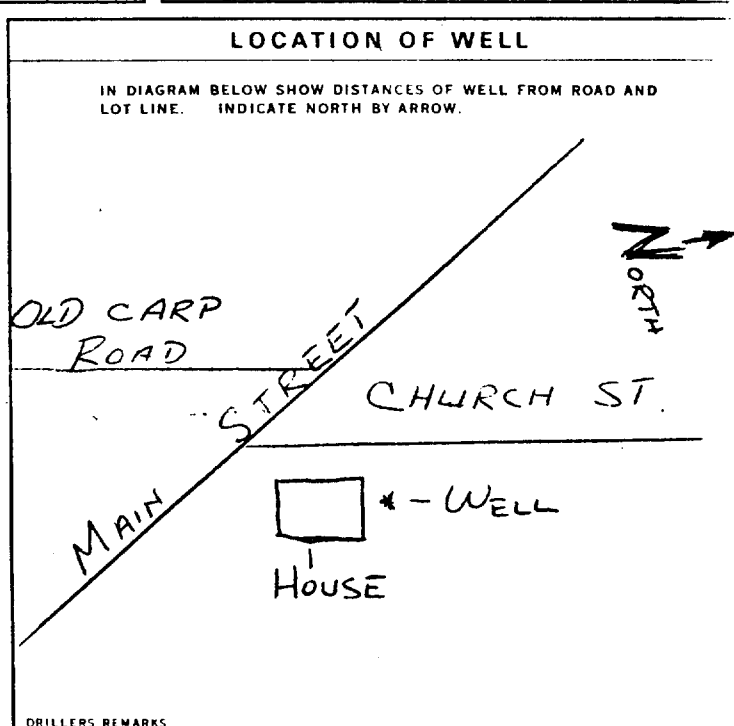 LOCATION OF WELL
IN DIAGRAM BELOW SHOW DISTANCES OF WELL FROM ROAD AND
LOT LINE. INDICATE NORTH BY ARROW.
NORTH
OLD CARP
ROAD
MAIN STREET
CHURCH ST.
* - WELL
HOUSE
DRILLERS REMARKS